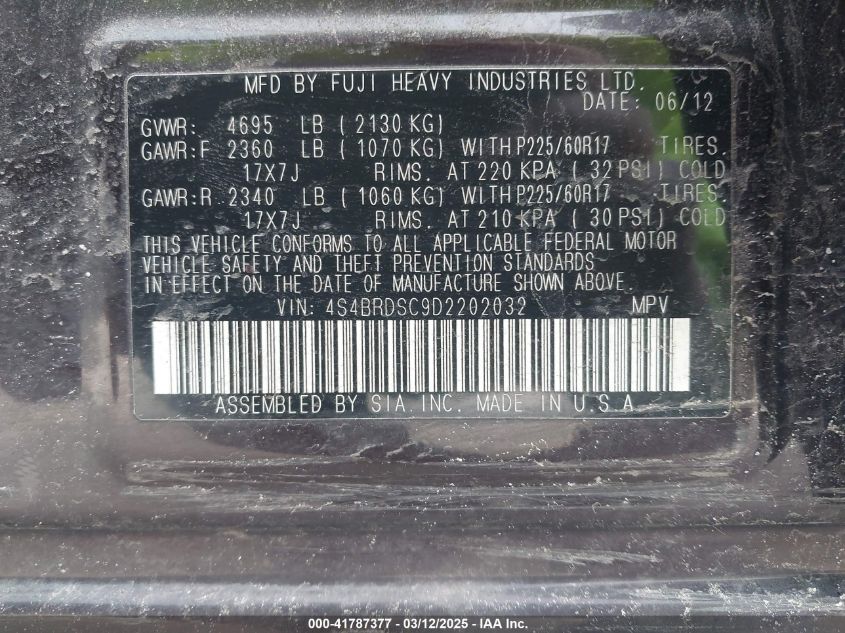 MFD BY FUJI HEAVY INDUSTRIES LTD.
DATE: 06/12
GVWR: 4695 LB ( 2130 KG)
GAWR:F 2360 LB ( 1070 KG) WITH P225/60R17 TIRES.
17X7J RIMS. AT 220 KPA ( 32 PSI) COLD
GAWR:R 2340 LB ( 1060 KG) WITH P225/60R17 TIRES.
17X7J RIMS. AT 210 KPA ( 30 PSI) COLD
THIS VEHICLE CONFORMS TO ALL APPLICABLE FEDERAL MOTOR
VEHICLE SAFETY AND THEFT PREVENTION STANDARDS
IN EFFECT ON THE DATE OF MANUFACTURE SHOWN ABOVE.
VIN: 4S4BRDSC9D2202032 MPV
ASSEMBLED BY SIA.INC. MADE IN U.S.A
000-41787377 - 03/12/2025 - IAA Inc.